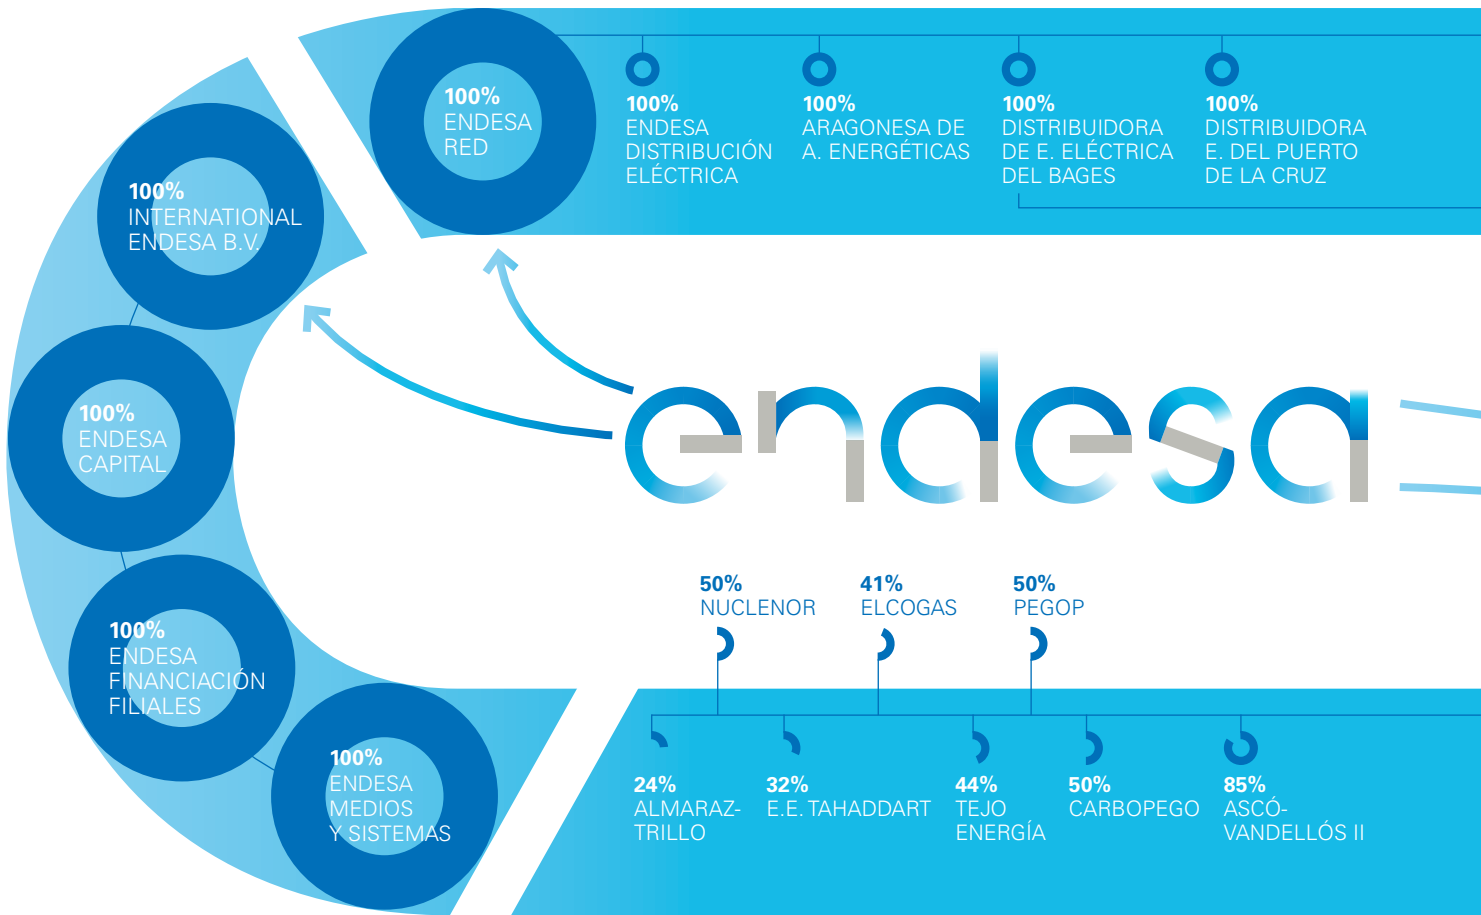 100%
ENDESA
RED
100%
ENDESA
DISTRIBUCIÓN
ELÉCTRICA
100%
ARAGONESA DE
A. ENERGÉTICAS
100%
DISTRIBUIDORA
DE E. ELÉCTRICA
DEL BAGES
100%
DISTRIBUIDORA
E. DEL PUERTO
DE LA CRUZ
100%
INTERNATIONAL
ENDESA B.V.
100%
ENDESA
CAPITAL
100%
ENDESA
FINANCIACIÓN
FILIALES
100%
ENDESA
MEDIOS
Y SISTEMAS
endesa
50%
NUCLENOR
41%
ELCOGAS
50%
PEGOP
24%
ALMARAZ-
TRILLO
32%
E.E. TAHADDART
44%
TEJO
ENERGÍA
50%
CARBOPEGO
85%
ASCÓ-
VANDELLÓS II